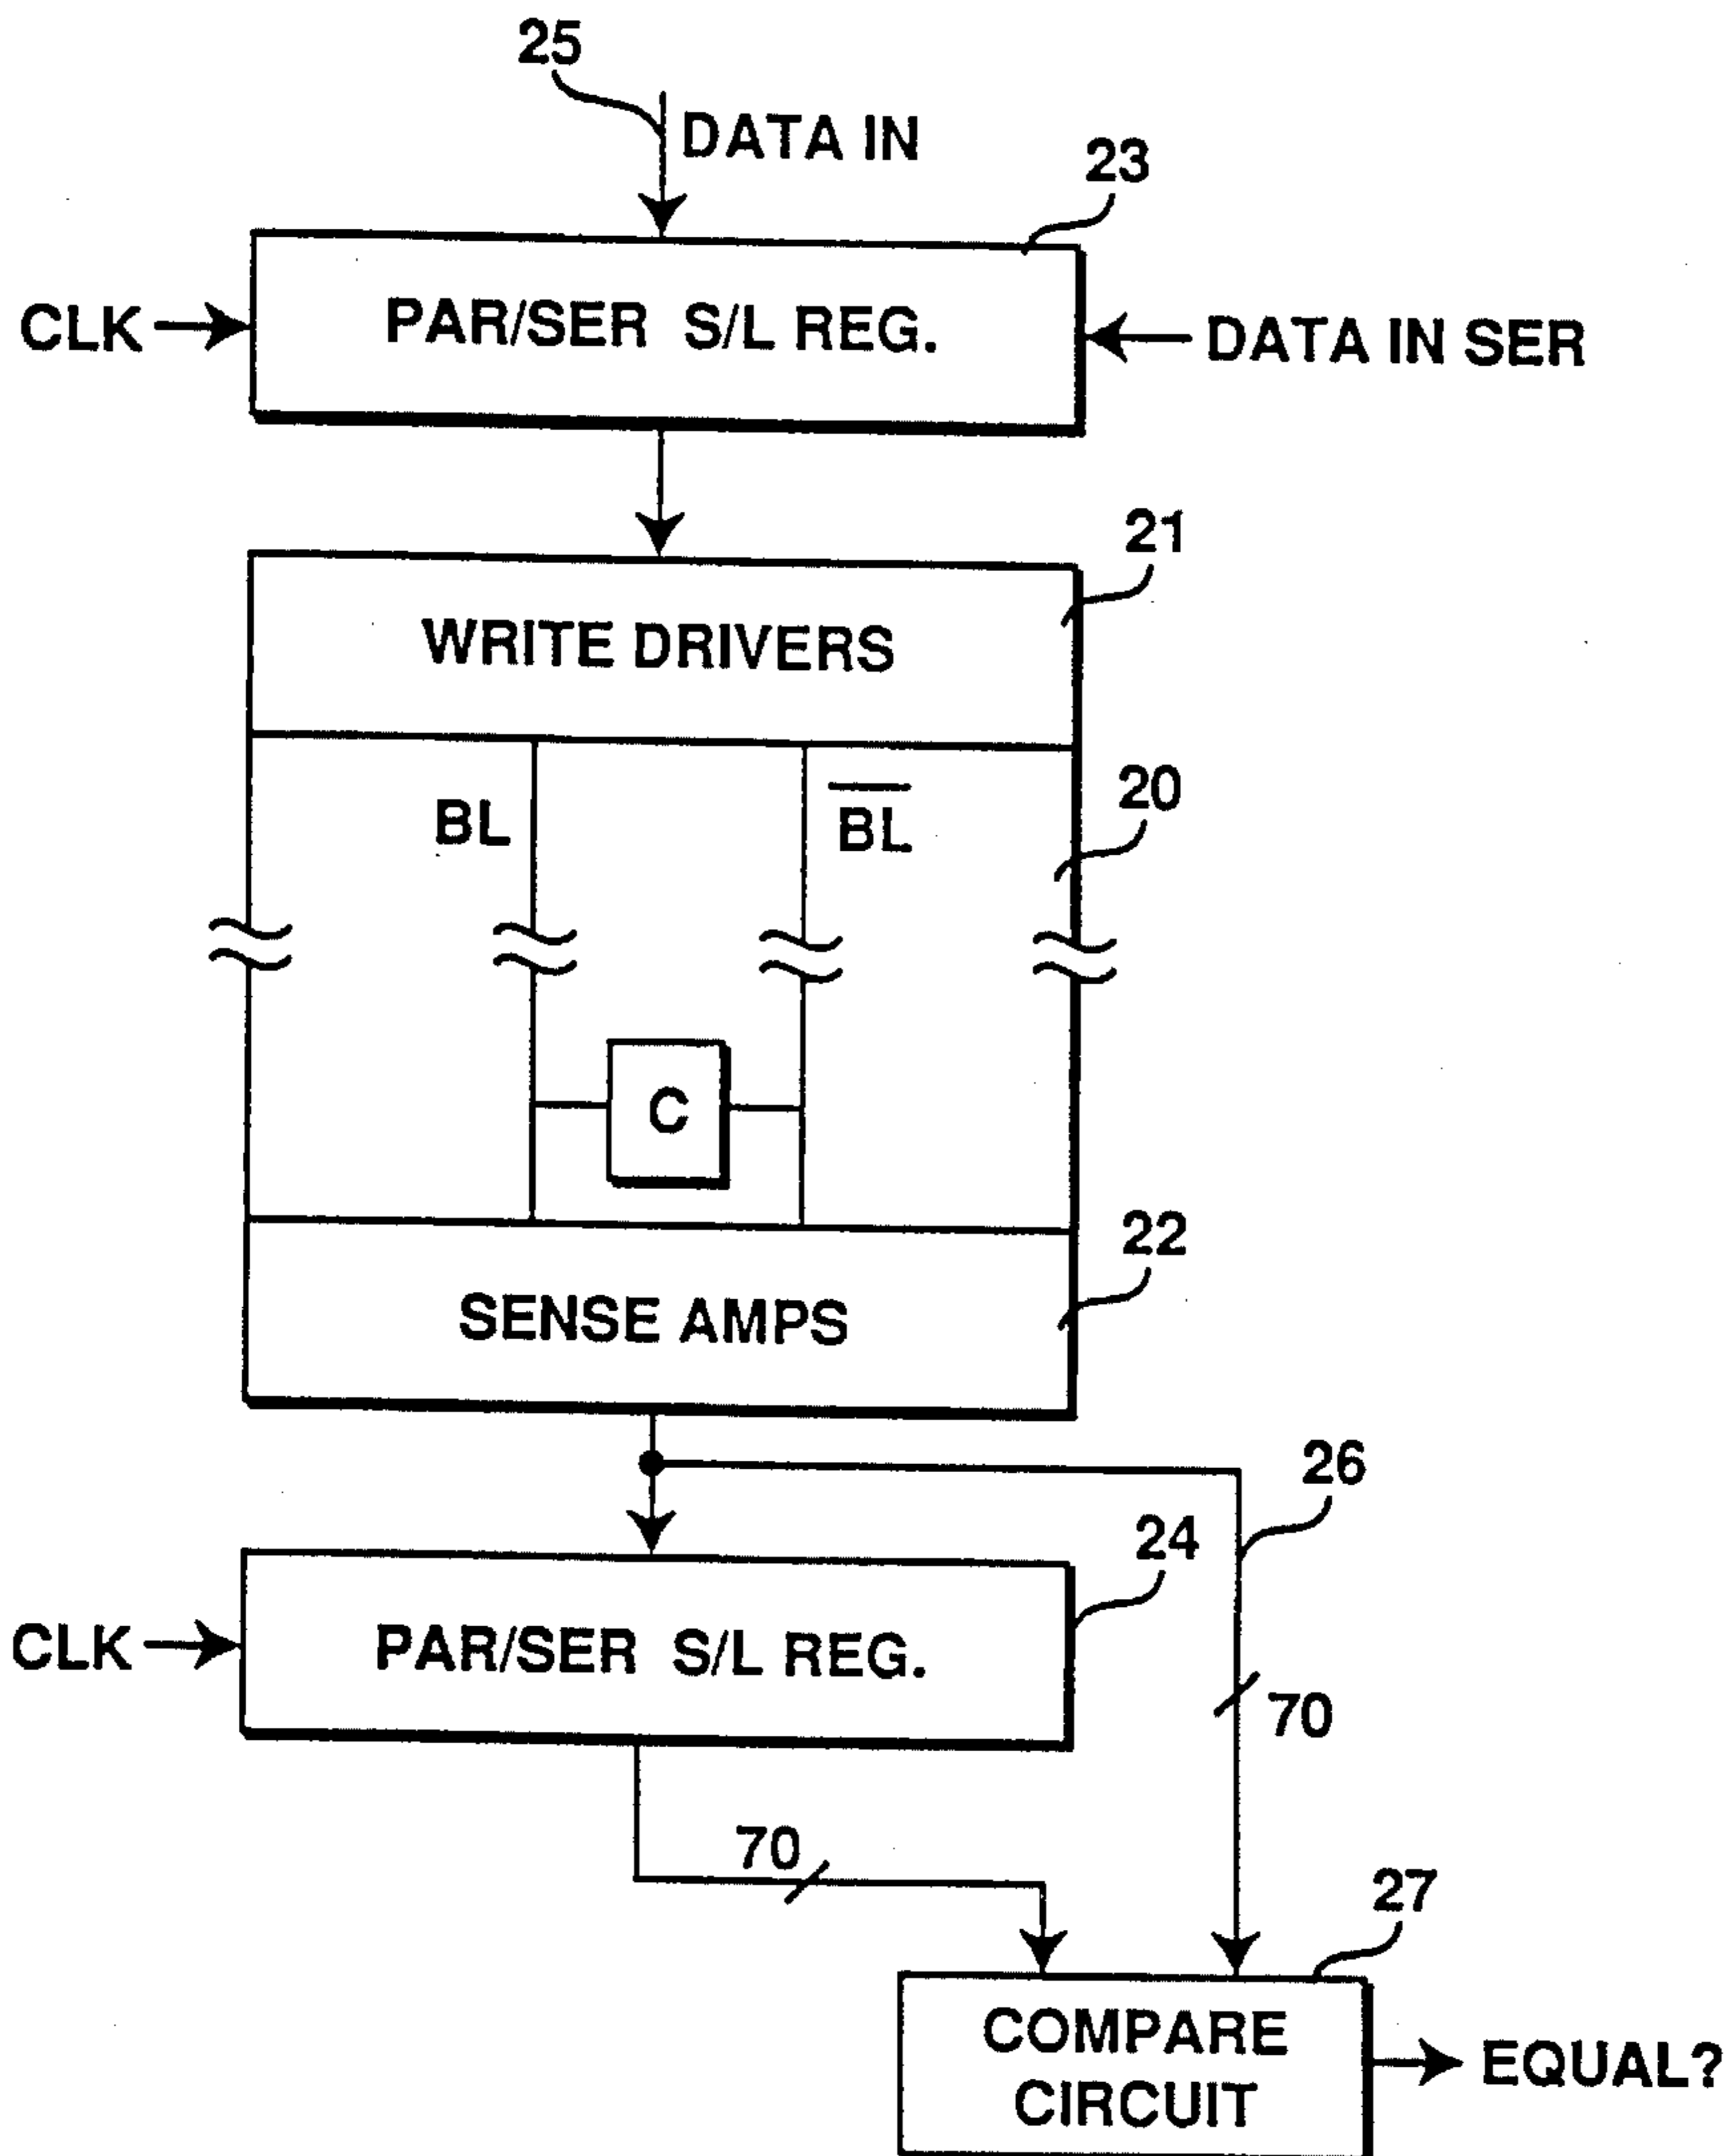 25
DATA IN
23
CLK
PAR/SER S/L REG.
DATA IN SER
21
WRITE DRIVERS
20
BL
B̅L̅
C
22
SENSE AMPS
26
24
CLK
PAR/SER S/L REG.
70
70
27
COMPARE
CIRCUIT
EQUAL?